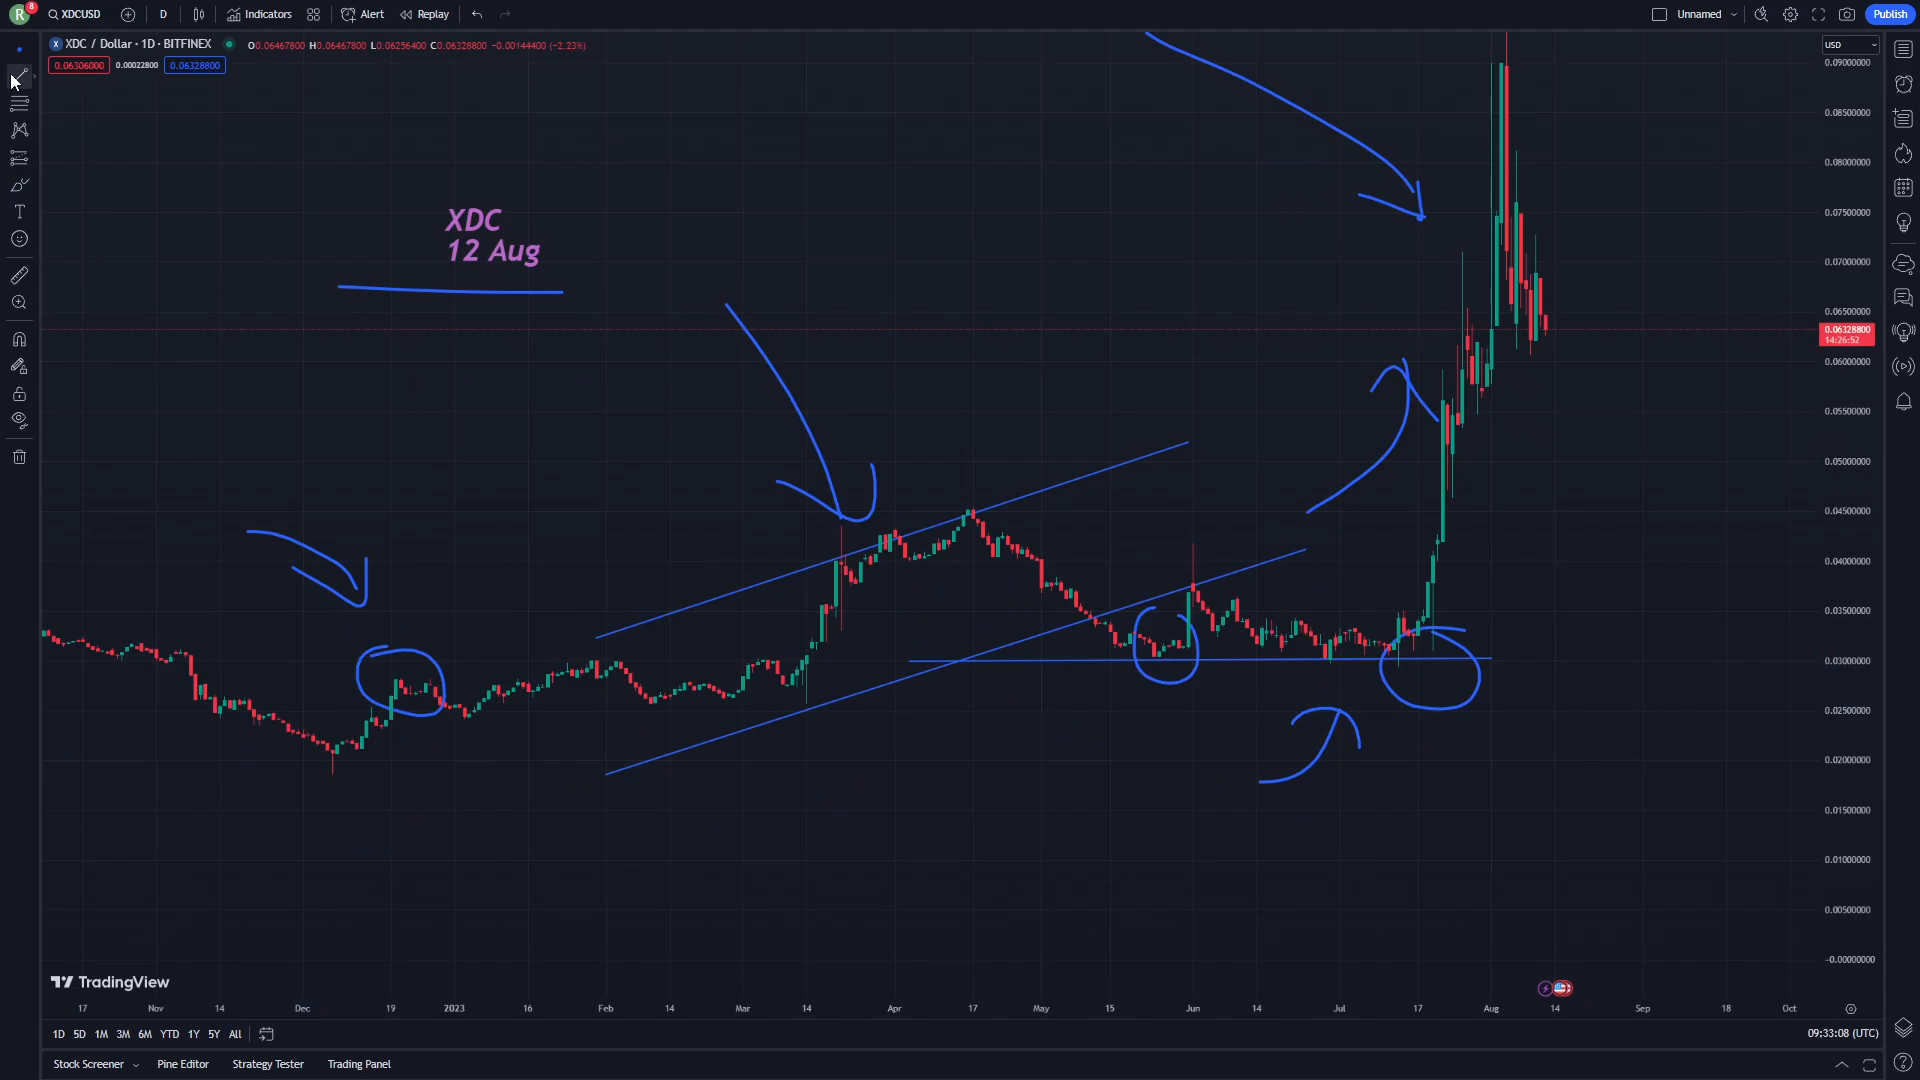 R 8 XDCUSD D Indicators Alert Replay Unnamed Publish
X XDC / Dollar · 1D · BITFINEX O0.06467800 H0.06467800 L0.06256400 C0.06328800 −0.00144400 (−2.23%)
0.06306000 0.00022800 0.06328800
USD
0.09000000
0.08500000
0.08000000
0.07500000
0.07000000
0.06500000
0.06328800
14:26:52
0.06000000
0.05500000
0.05000000
0.04500000
0.04000000
0.03500000
0.03000000
0.02500000
0.02000000
0.01500000
0.01000000
0.00500000
−0.00000000
XDC
12 Aug
TradingView
17 Nov 14 Dec 19 2023 16 Feb 14 Mar 14 Apr 17 May 15 Jun 14 Jul 17 Aug 14 Sep 18 Oct
1D 5D 1M 3M 6M YTD 1Y 5Y All 09:33:08 (UTC)
Stock Screener Pine Editor Strategy Tester Trading Panel